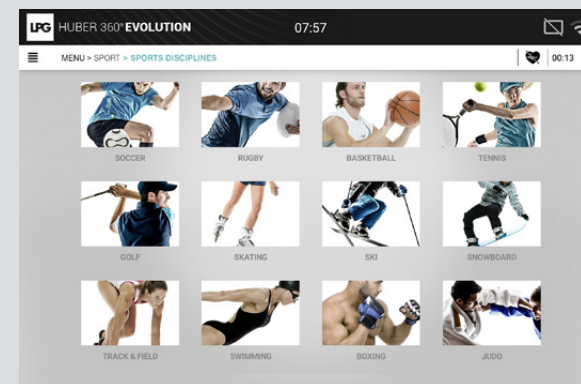 LPG HUBER 360° EVOLUTION 07:57
MENU > SPORT > SPORTS DISCIPLINES 00:13
SOCCER RUGBY BASKETBALL TENNIS
GOLF SKATING SKI SNOWBOARD
TRACK & FIELD SWIMMING BOXING JUDO